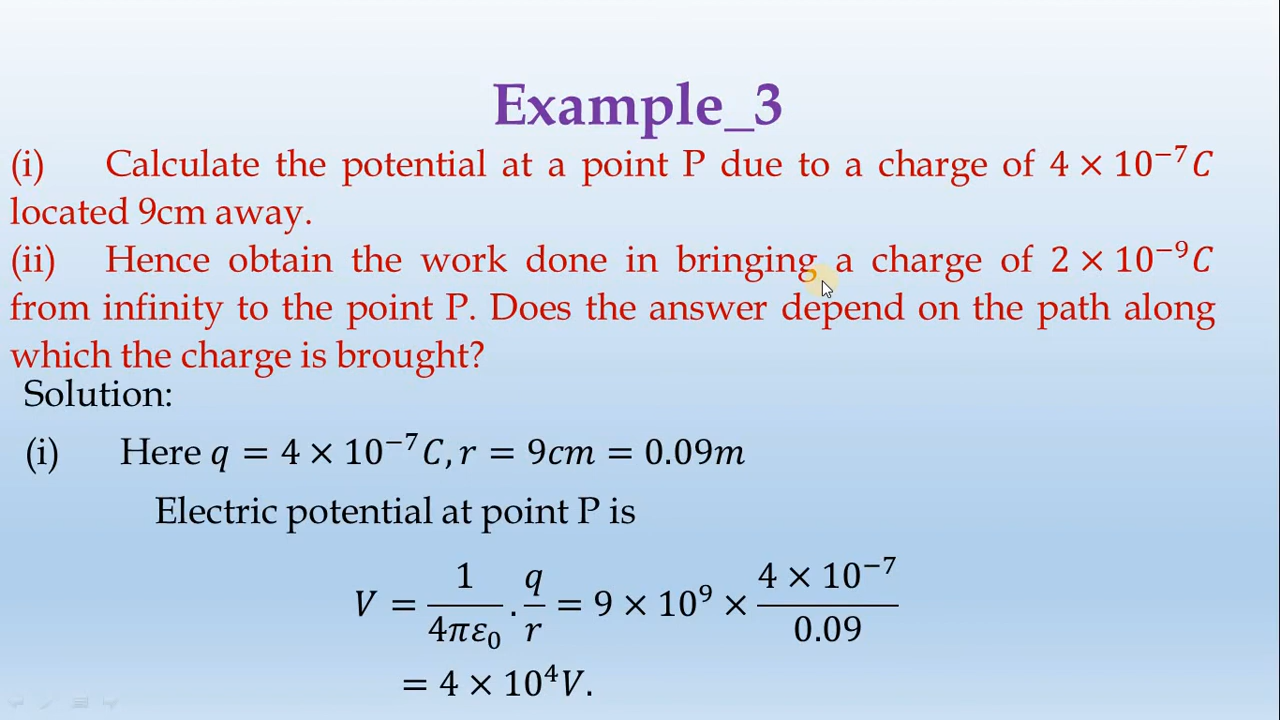 Example_3
(i) Calculate the potential at a point P due to a charge of 4 × 10⁻⁷C
located 9cm away.
(ii) Hence obtain the work done in bringing a charge of 2 × 10⁻⁹C
from infinity to the point P. Does the answer depend on the path along
which the charge is brought?
Solution:
(i) Here q = 4 × 10⁻⁷C, r = 9cm = 0.09m
Electric potential at point P is
V = 1/4πε₀ . q/r = 9 × 10⁹ × 4 × 10⁻⁷/0.09
= 4 × 10⁴V.